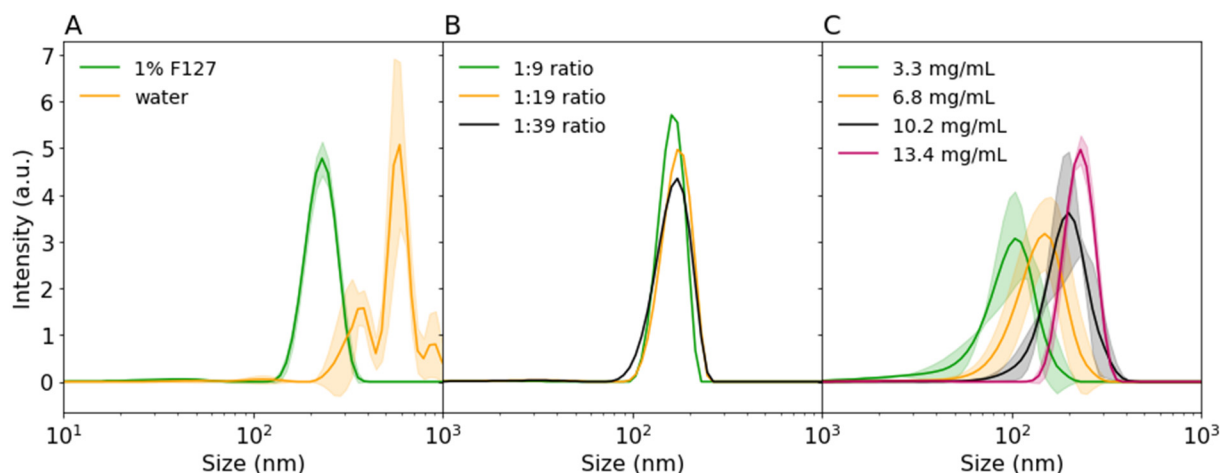 A
B
C
Intensity (a.u.)
7
6
5
4
3
2
1
0
1% F127
water
1:9 ratio
1:19 ratio
1:39 ratio
3.3 mg/mL
6.8 mg/mL
10.2 mg/mL
13.4 mg/mL
10¹
10²
10³
10²
10³
10²
10³
Size (nm)
Size (nm)
Size (nm)